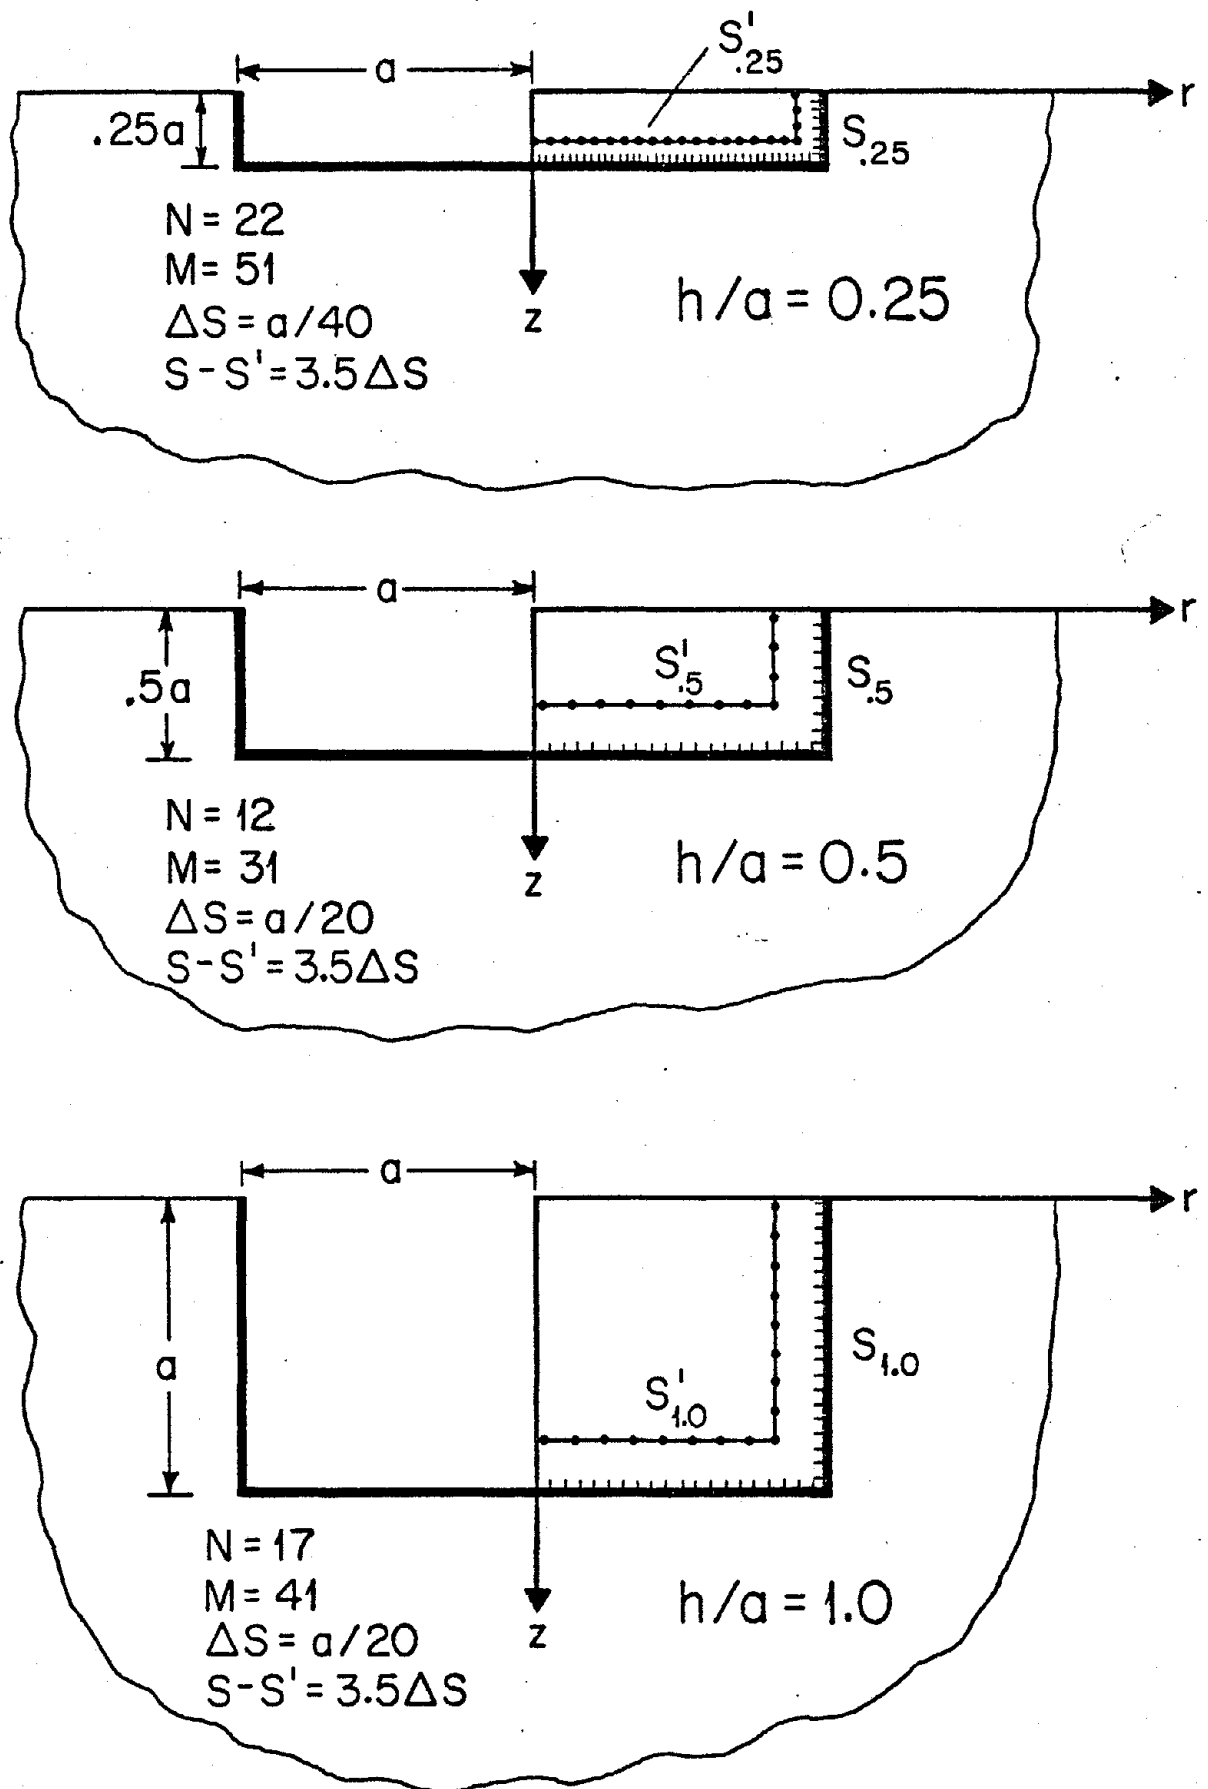 S'.25
a
r
.25a
S.25
N = 22
M = 51
ΔS = a/40
S-S' = 3.5ΔS
z
h/a = 0.25
a
r
.5a
S'.5
S.5
N = 12
M = 31
ΔS = a/20
S-S' = 3.5ΔS
z
h/a = 0.5
a
r
a
S'1.0
S1.0
N = 17
M = 41
ΔS = a/20
S-S' = 3.5ΔS
z
h/a = 1.0